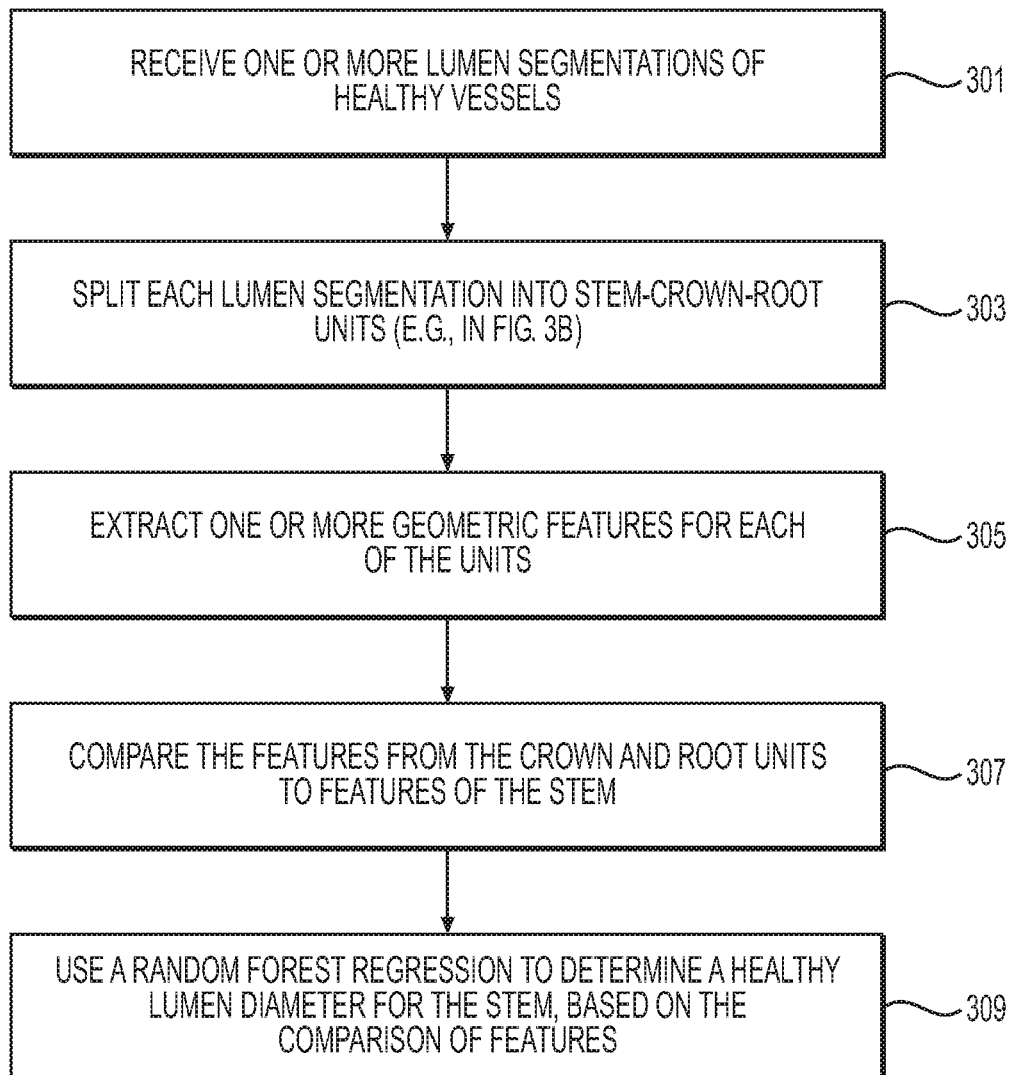 RECEIVE ONE OR MORE LUMEN SEGMENTATIONS OF
HEALTHY VESSELS
301
SPLIT EACH LUMEN SEGMENTATION INTO STEM-CROWN-ROOT
UNITS (E.G., IN FIG. 3B)
303
EXTRACT ONE OR MORE GEOMETRIC FEATURES FOR EACH
OF THE UNITS
305
COMPARE THE FEATURES FROM THE CROWN AND ROOT UNITS
TO FEATURES OF THE STEM
307
USE A RANDOM FOREST REGRESSION TO DETERMINE A HEALTHY
LUMEN DIAMETER FOR THE STEM, BASED ON THE
COMPARISON OF FEATURES
309